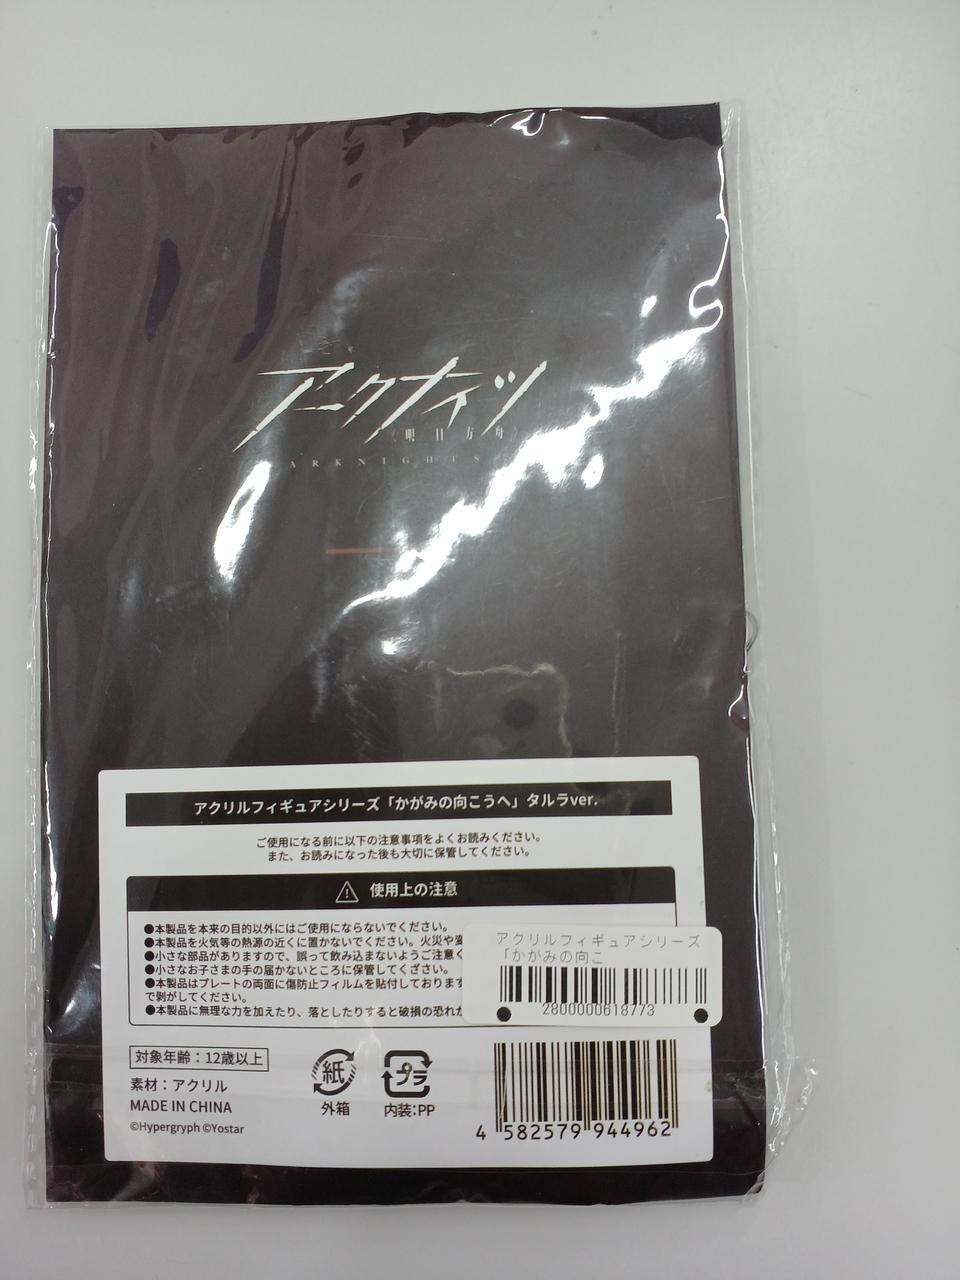 アークナイツ
〈明日方舟〉
ARKNIGHTS
アクリルフィギュアシリーズ「かがみの向こうへ」タルラver.
ご使用になる前に以下の注意事項をよくお読みください。
また、お読みになった後も大切に保管してください。
使用上の注意
●本製品を本来の目的以外にはご使用にならないでください。
●本製品を火気等の熱源の近くに置かないでください。火災や変
●小さな部品がありますので、誤って飲み込まないようご注意く
●小さなお子さまの手の届かないところに保管してくださ​​い。
●本製品はプレートの両面に傷防止フィルムを貼付しております
で剥がしてください。
●本製品に無理な力を加えたり、落としたりすると破損の恐れが
アクリルフィギュアシリーズ
「かがみの向こ
2800000618773
対象年齢：12歳以上
素材：アクリル
MADE IN CHINA
©Hypergryph ©Yostar
紙
外箱
プラ
内装:PP
4 582579 944962